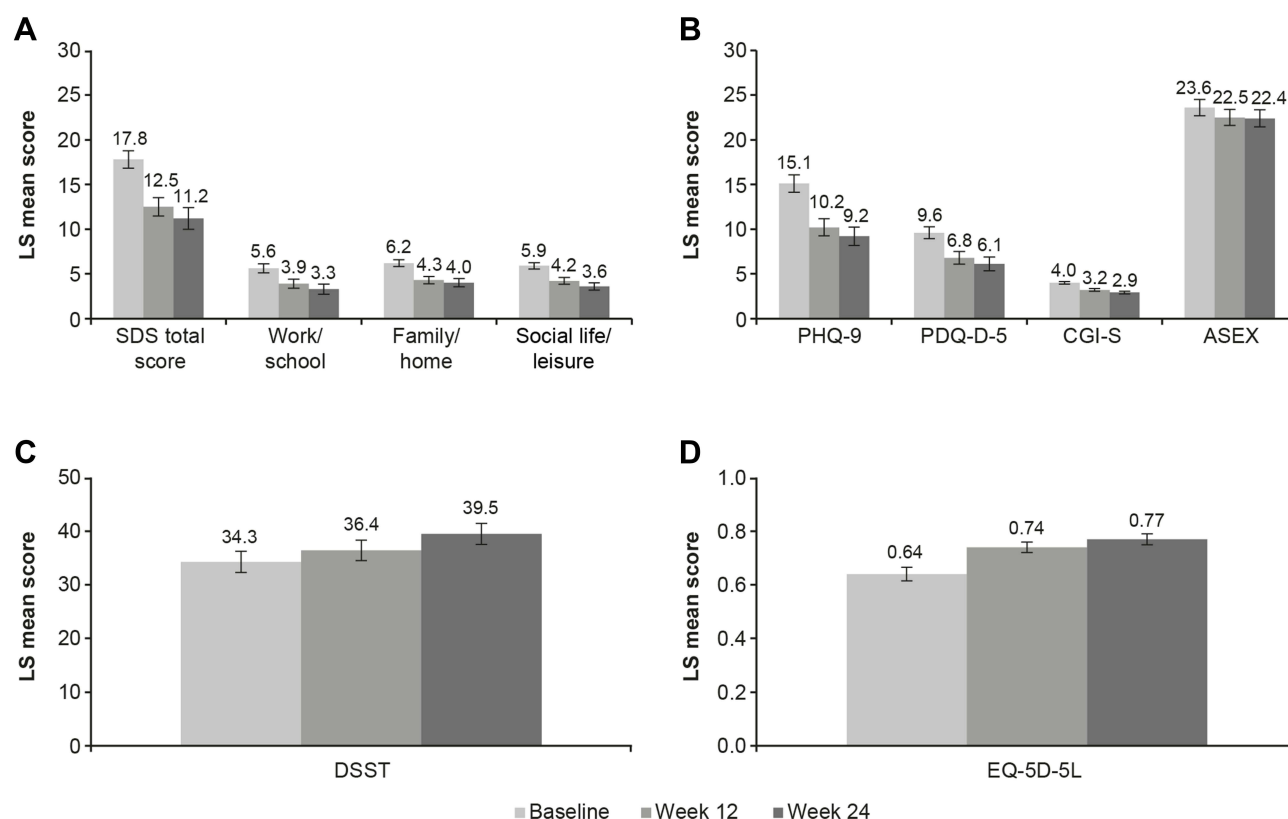 A
LS mean score
30
25
20
15
10
5
0
17.8
12.5
11.2
5.6
3.9
3.3
6.2
4.3
4.0
5.9
4.2
3.6
SDS total
score
Work/
school
Family/
home
Social life/
leisure
B
LS mean score
30
25
20
15
10
5
0
15.1
10.2
9.2
9.6
6.8
6.1
4.0
3.2
2.9
23.6
22.5
22.4
PHQ-9
PDQ-D-5
CGI-S
ASEX
C
LS mean score
50
40
30
20
10
0
34.3
36.4
39.5
DSST
D
LS mean score
1.0
0.8
0.6
0.4
0.2
0.0
0.64
0.74
0.77
EQ-5D-5L
Baseline
Week 12
Week 24